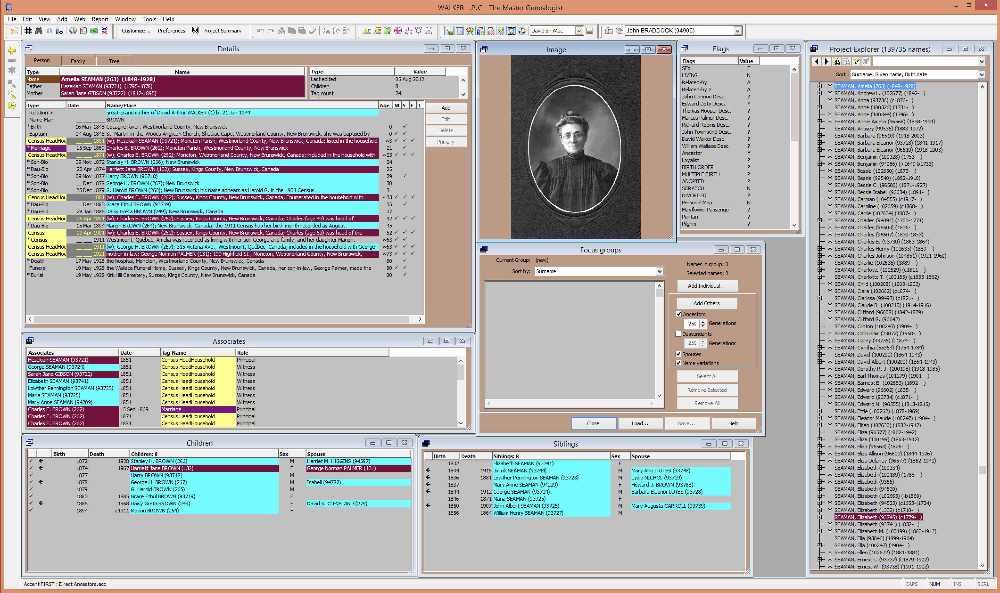 WALKER__.PJC - The Master Genealogist
File Edit View Add Web Report Window Tools Help
Customize... Preferences Project Summary David on iMac John BRADDOCK (94906)
Details
Person Family Tree
Type Name
Name Amelia SEAMAN (263) (1848-1928)
Father Hezekiah SEAMAN (93721) (1795-1878)
Mother Sarah Jane GIBSON (93722) (1812-1895)
Type Value
Last edited 05 Aug 2012
Children 8
Tag count 24
Type Date Name/Place Age M S E T
Relation > great-grandmother of David Arthur WALKER (1) b. 21 Jun 1944
Name-Marr __ ___ ____ BROWN
* Birth 16 May 1848 Cocagne River, Westmorland County, New Brunswick 0 ✓
Baptism 04 Aug 1848 St. Martin-in-the-Woods Anglican Church, Shediac Cape, Westmorland County, New Brunswick, she was baptised by 0 ✓ ✓
Census HeadHou __ ___ 1851 (w); Hezekiah SEAMAN (93721); Moncton Parish, Westmorland County, New Brunswick, Canada; listed in the household ~3 ✓ ✓ ✓
* Marriage 15 Sep 1869 Charles E. BROWN (262); Moncton Parish, Westmorland County, New Brunswick 21 ✓
Census HeadHou __ ___ 1871 (w); Charles E. BROWN (262); Moncton, Westmorland County, New Brunswick, Canada; included in the household with ~23 ✓ ✓ ✓
* Son-Bio 09 Nov 1872 Stanley H. BROWN (266); New Brunswick 24
* Dau-Bio 20 Apr 1874 Harriett Jane BROWN (132); Sussex, Kings County, New Brunswick, Canada 25
* Son-Bio 09 Nov 1877 Harry BROWN (93718) 29 ✓
* Son-Bio __ Dec 1878 George H. BROWN (267); New Brunswick 30
* Son-Bio 25 Dec 1879 G. Harold BROWN (265); New Brunswick; his name appears as Harold G. in the 1901 Census. 31
Census HeadHou __ ___ 1881 (w); Charles E. BROWN (262); Sussex, Kings County, New Brunswick, Canada; Enumerated in the household with ~33 ✓ ✓ ✓
* Dau-Bio __ Dec 1883 Grace Ethul BROWN (93719) 35 ✓
* Dau-Bio 28 Jan 1886 Daisy Greta BROWN (249); New Brunswick, Canada 37
Census HeadHou 25 Apr 1891 (w); Charles E. BROWN (262); Sussex, Kings County, New Brunswick, Canada; Charles (age 43) was head of 42 ✓ ✓ ✓
* Dau-Bio 15 Mar 1894 Marion BROWN (264); New Brunswick, Canada; the 1911 Census has her birth month recorded as August. 45
Census 09 Apr 1901 (w); Charles E. BROWN (262); Sussex, Kings County, New Brunswick, Canada; Charles (age 53) was head of the 52 ✓ ✓ ✓
* Census __ ___ 1911 Westmount, Québec, Amelia was recorded as living with her son George and family, and her daughter Marion. ~63 ✓ ✓
Census HeadHou __ ___ 1911 (w); George H. BROWN (267); 315 Victoria Ave., Westmount, Québec, Canada; included in the household with George ~63 ✓ ✓ ✓
Census HeadHou __ ___ 1921 mother-in-law; George Norman PALMER (131); 199 Highfield St., Moncton, Westmorland County, New Brunswick, ~73 ✓ ✓ ✓
* Death 17 May 1928 the hospital, Moncton, Westmorland County, New Brunswick, Canada 80 ✓
Funeral 19 May 1928 the Wallace Funeral Home, Sussex, Kings County, New Brunswick, Canada, her son-in-law, George Palmer, made the 80 ✓ ✓
* Burial 19 May 1928 Kirk Hill Cemetery, Sussex, Kings County, New Brunswick, Canada 80 ✓
Add
Edit
Delete
Primary
Image
Flags
Flags Value
SEX F
LIVING N
Related-by A
Related-by 2 A
John Cannon Desc. ?
Edward Doty Desc. Y
Thomas Hooper Desc. ?
Marcus Palmer Desc. ?
Richard Robins Desc. ?
John Townsend Desc. ?
David Walker Desc. ?
William Wallace Desc. ?
Ancestor Y
Loyalist ?
BIRTH ORDER ?
MULTIPLE BIRTH ?
ADOPTED ?
SCRATCH N
DIVORCED ?
Personal Map N
Mayflower Passenger ?
Puritan ?
Pilgrim ?
Focus groups
Current Group: (new)
Sort by: Surname
Names in group: 0
Selected names: 0
Add Individual...
Add Others
Ancestors
250 Generations
Descendants
250 Generations
Spouses
Name variations
Select All
Remove Selected
Remove All
Close Load... Save... Help
Associates
Associates Date Tag Name Role
Hezekiah SEAMAN (93721) 1851 Census HeadHousehold Principal
George SEAMAN (93724) 1851 Census HeadHousehold Witness
Sarah Jane GIBSON (93722) 1851 Census HeadHousehold Witness
Elizabeth SEAMAN (93741) 1851 Census HeadHousehold Witness
Lowther Pennington SEAMAN (93723) 1851 Census HeadHousehold Witness
Maria SEAMAN (93725) 1851 Census HeadHousehold Witness
Mary Anne SEAMAN (94209) 1851 Census HeadHousehold Witness
Charles E. BROWN (262) 15 Sep 1869 Marriage Principal
Charles E. BROWN (262) 1871 Census HeadHousehold Principal
Charles E. BROWN (262) 1881 Census HeadHousehold Principal
Children
Birth Death Children: 8 Sex Spouse
1872 1928 Stanley H. BROWN (266) M Harriet M. HIGGINS (94597)
1874 1967 Harriett Jane BROWN (132) F George Norman PALMER (131)
1877 Harry BROWN (93718) M
1878 George H. BROWN (267) M Isabell (94782)
1879 G. Harold BROWN (265) M
1883 1885 Grace Ethul BROWN (93719) F
1886 1968 Daisy Greta BROWN (249) F David S. CLEVELAND (279)
1894 a1911 Marion BROWN (264) F
Siblings
Birth Death Siblings: 8 Sex Spouse
1832 Elizabeth SEAMAN (93741) F
1834 1915 Jacob SEAMAN (93744) M Mary Ann TRITES (93748)
1836 1881 Lowther Pennington SEAMAN (93723) M Lydia NICHOL (93729)
1837 Mary Anne SEAMAN (94209) F Howard J. BROWN (93788)
1844 1912 George SEAMAN (93724) M Barbara Eleanor LUTES (93728)
1846 1871 Maria SEAMAN (93725) F
1850 1907 John Albert SEAMAN (93726) M Mary Augusta CARROLL (93739)
1856 1864 William Henry SEAMAN (93727) M
Project Explorer (139735 names)
Sort : Surname, Given name, Birth date
SEAMAN, Amelia (263) (1848-1928)
SEAMAN, Andrew L. (102677) (1842- )
SEAMAN, Anna (93736) (c1876- )
SEAMAN, Anne (100326) (1731- )
SEAMAN, Anne (100344) (1746- )
SEAMAN, Annie Amelia (96568) (1838-1931)
SEAMAN, Arissey (99535) (1883-1972)
SEAMAN, Barbara (96510) (1918-2003)
SEAMAN, Barbara Eleanor (93728) (1841-1917)
SEAMAN, Barbara Eleanor (96510) (1918-2003)
SEAMAN, Benjamin (100328) (1753- )
SEAMAN, Benjamin (94066) (>1649-b1733)
SEAMAN, Bessie (102650) (1873- )
SEAMAN, Bessie (99540) (1892-1910)
SEAMAN, Bessie C. (96580) (1871-1927)
SEAMAN, Bessie Isabell (96634) (1891- )
SEAMAN, Carman (104555) (c1917- )
SEAMAN, Caroline (102659) (c1868- )
SEAMAN, Carrie (102634) (1887- )
SEAMAN, Charles (94091) (1700-1771)
SEAMAN, Charles (96603) (1836- )
SEAMAN, Charles (96607) (1839-1853)
SEAMAN, Charles E. (93730) (1863-1864)
SEAMAN, Charles Henry (102635) (1889- )
SEAMAN, Charles Johnson (104851) (1921-1960)
SEAMAN, Charlie (102635) (1889- )
SEAMAN, Charlotte (102629) (c1811- )
SEAMAN, Charlotte T. (100185) (c1835-1862)
SEAMAN, Child (100208) (1903-1903)
SEAMAN, Clara (102662) (c1874- )
SEAMAN, Clarissa (99497) (c1821- )
SEAMAN, Claude B. (100210) (1914-1916)
SEAMAN, Clifford (96608) (1842-1879)
SEAMAN, Clifford G. (96642)
SEAMAN, Clinton (100243) (1909- )
SEAMAN, Colin Blair (73072) (1968- )
SEAMAN, Corey (93735) (c1874- )
SEAMAN, Cynthia (55354) (1754-1784)
SEAMAN, David (100200) (1864-1943)
SEAMAN, David Albert (100200) (1864-1943)
SEAMAN, Dorothy R. J. (100198) (1918-1985)
SEAMAN, Earl Thomas (101279) (1901- )
SEAMAN, Earnest E. (102683) (1892- )
SEAMAN, Edward (96602) (1835- )
SEAMAN, Edward (93734) (c1871- )
SEAMAN, Edward N. (96555) (1813-1815)
SEAMAN, Effie (100262) (1878-1969)
SEAMAN, Eleanor Maude (100247) (1904- )
SEAMAN, Elijah (102630) (1832-1912)
SEAMAN, Eliza (96577) (1862-1942)
SEAMAN, Eliza (100199) (1863-1912)
SEAMAN, Eliza (96563) (1826- )
SEAMAN, Eliza Allison (96609) (1844-1926)
SEAMAN, Eliza Delaney (96577) (1862-1942)
SEAMAN, Elizabeth (100334)
SEAMAN, Elizabeth (100189) (1788- )
SEAMAN, Elizabeth (9355)
SEAMAN, Elizabeth (94520)
SEAMAN, Elizabeth (102663) (-b1869)
SEAMAN, Elizabeth (94523) (c1653-|1724)
SEAMAN, Elizabeth (1332) (c1710- )
SEAMAN, Elizabeth (93745) (c1779- )
SEAMAN, Elizabeth (93741) (1832- )
SEAMAN, Elizabeth M. (100199) (1863-1912)
SEAMAN, Ella (93846) (1899-1904)
SEAMAN, Ella (100247) (1904- )
SEAMAN, Ellen (102672) (1881-1881)
SEAMAN, Ernest L. (93737) (c1879-1902)
SEAMAN, Ernest W. (93738) (1901-1902)
Accent FIRST : Direct Ancestors.acc
CAPS NUM INS SCRL